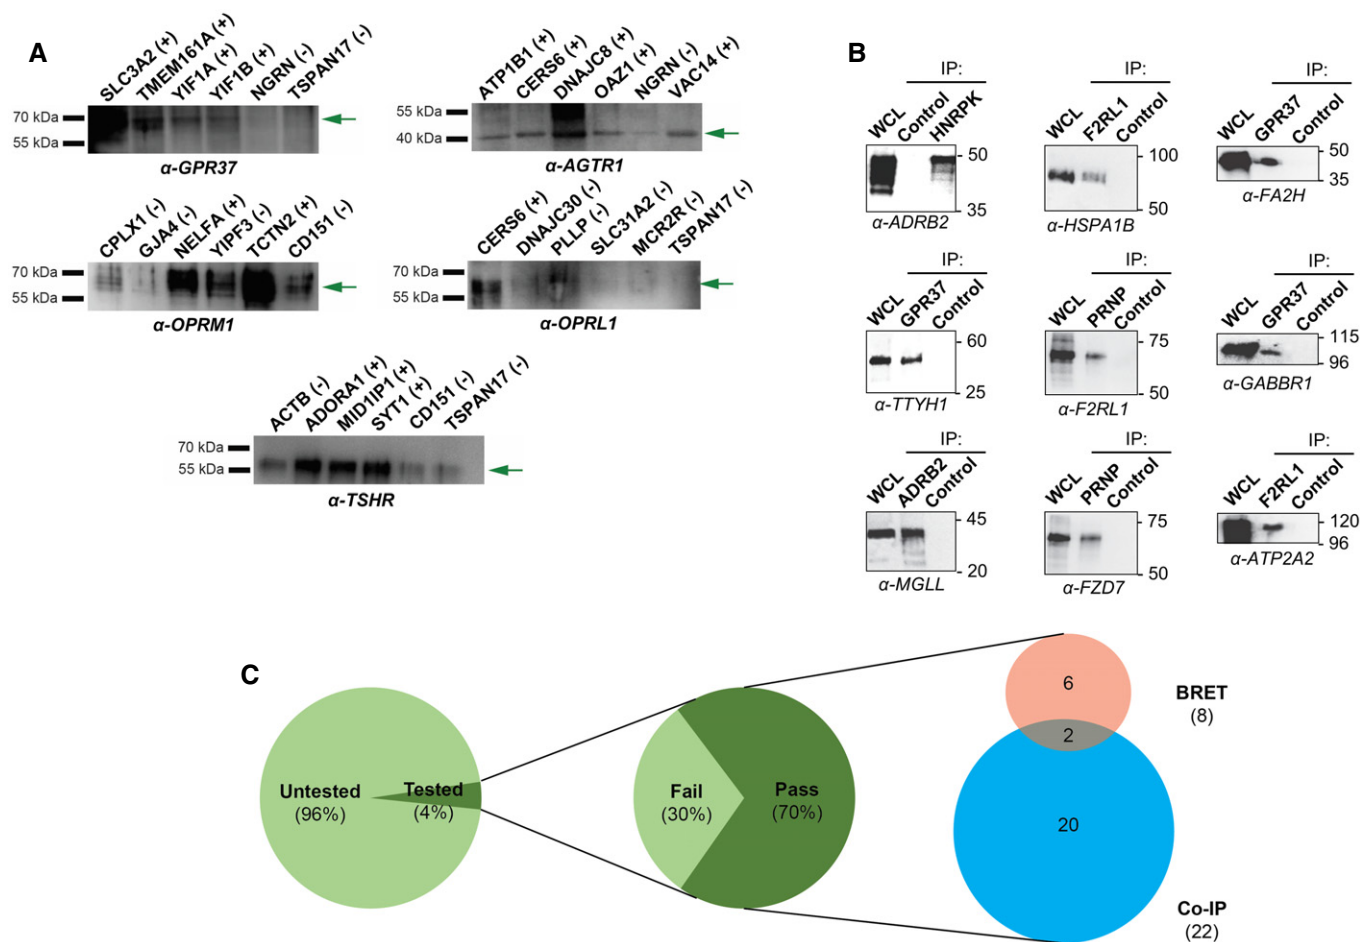 A
SLC3A2 (+)
TMEM161A (+)
YIF1A (+)
YIF1B (+)
NGRN (-)
TSPAN17 (-)
70 kDa
55 kDa
α-GPR37
ATP1B1 (+)
CERS6 (+)
DNAJC8 (+)
OAZ1 (+)
NGRN (-)
VAC14 (+)
55 kDa
40 kDa
α-AGTR1
CPLX1 (-)
GJA4 (-)
NELFA (+)
YIPF3 (-)
TCTN2 (+)
CD151 (-)
70 kDa
55 kDa
α-OPRM1
CERS6 (+)
DNAJC30 (-)
PLLP (-)
SLC31A2 (-)
MCR2R (-)
TSPAN17 (-)
70 kDa
55 kDa
α-OPRL1
ACTB (-)
ADORA1 (+)
MID1IP1 (+)
SYT1 (+)
CD151 (-)
TSPAN17 (-)
70 kDa
55 kDa
α-TSHR
B
IP:
WCL
Control
HNRPK
50
35
α-ADRB2
IP:
WCL
F2RL1
Control
100
50
α-HSPA1B
IP:
WCL
GPR37
Control
50
35
α-FA2H
IP:
WCL
GPR37
Control
60
25
α-TTYH1
IP:
WCL
PRNP
Control
75
50
α-F2RL1
IP:
WCL
GPR37
Control
115
96
α-GABBR1
IP:
WCL
ADRB2
Control
45
20
α-MGLL
IP:
WCL
PRNP
Control
75
50
α-FZD7
IP:
WCL
F2RL1
Control
120
96
α-ATP2A2
C
Untested
(96%)
Tested
(4%)
Fail
(30%)
Pass
(70%)
6
2
20
BRET
(8)
Co-IP
(22)